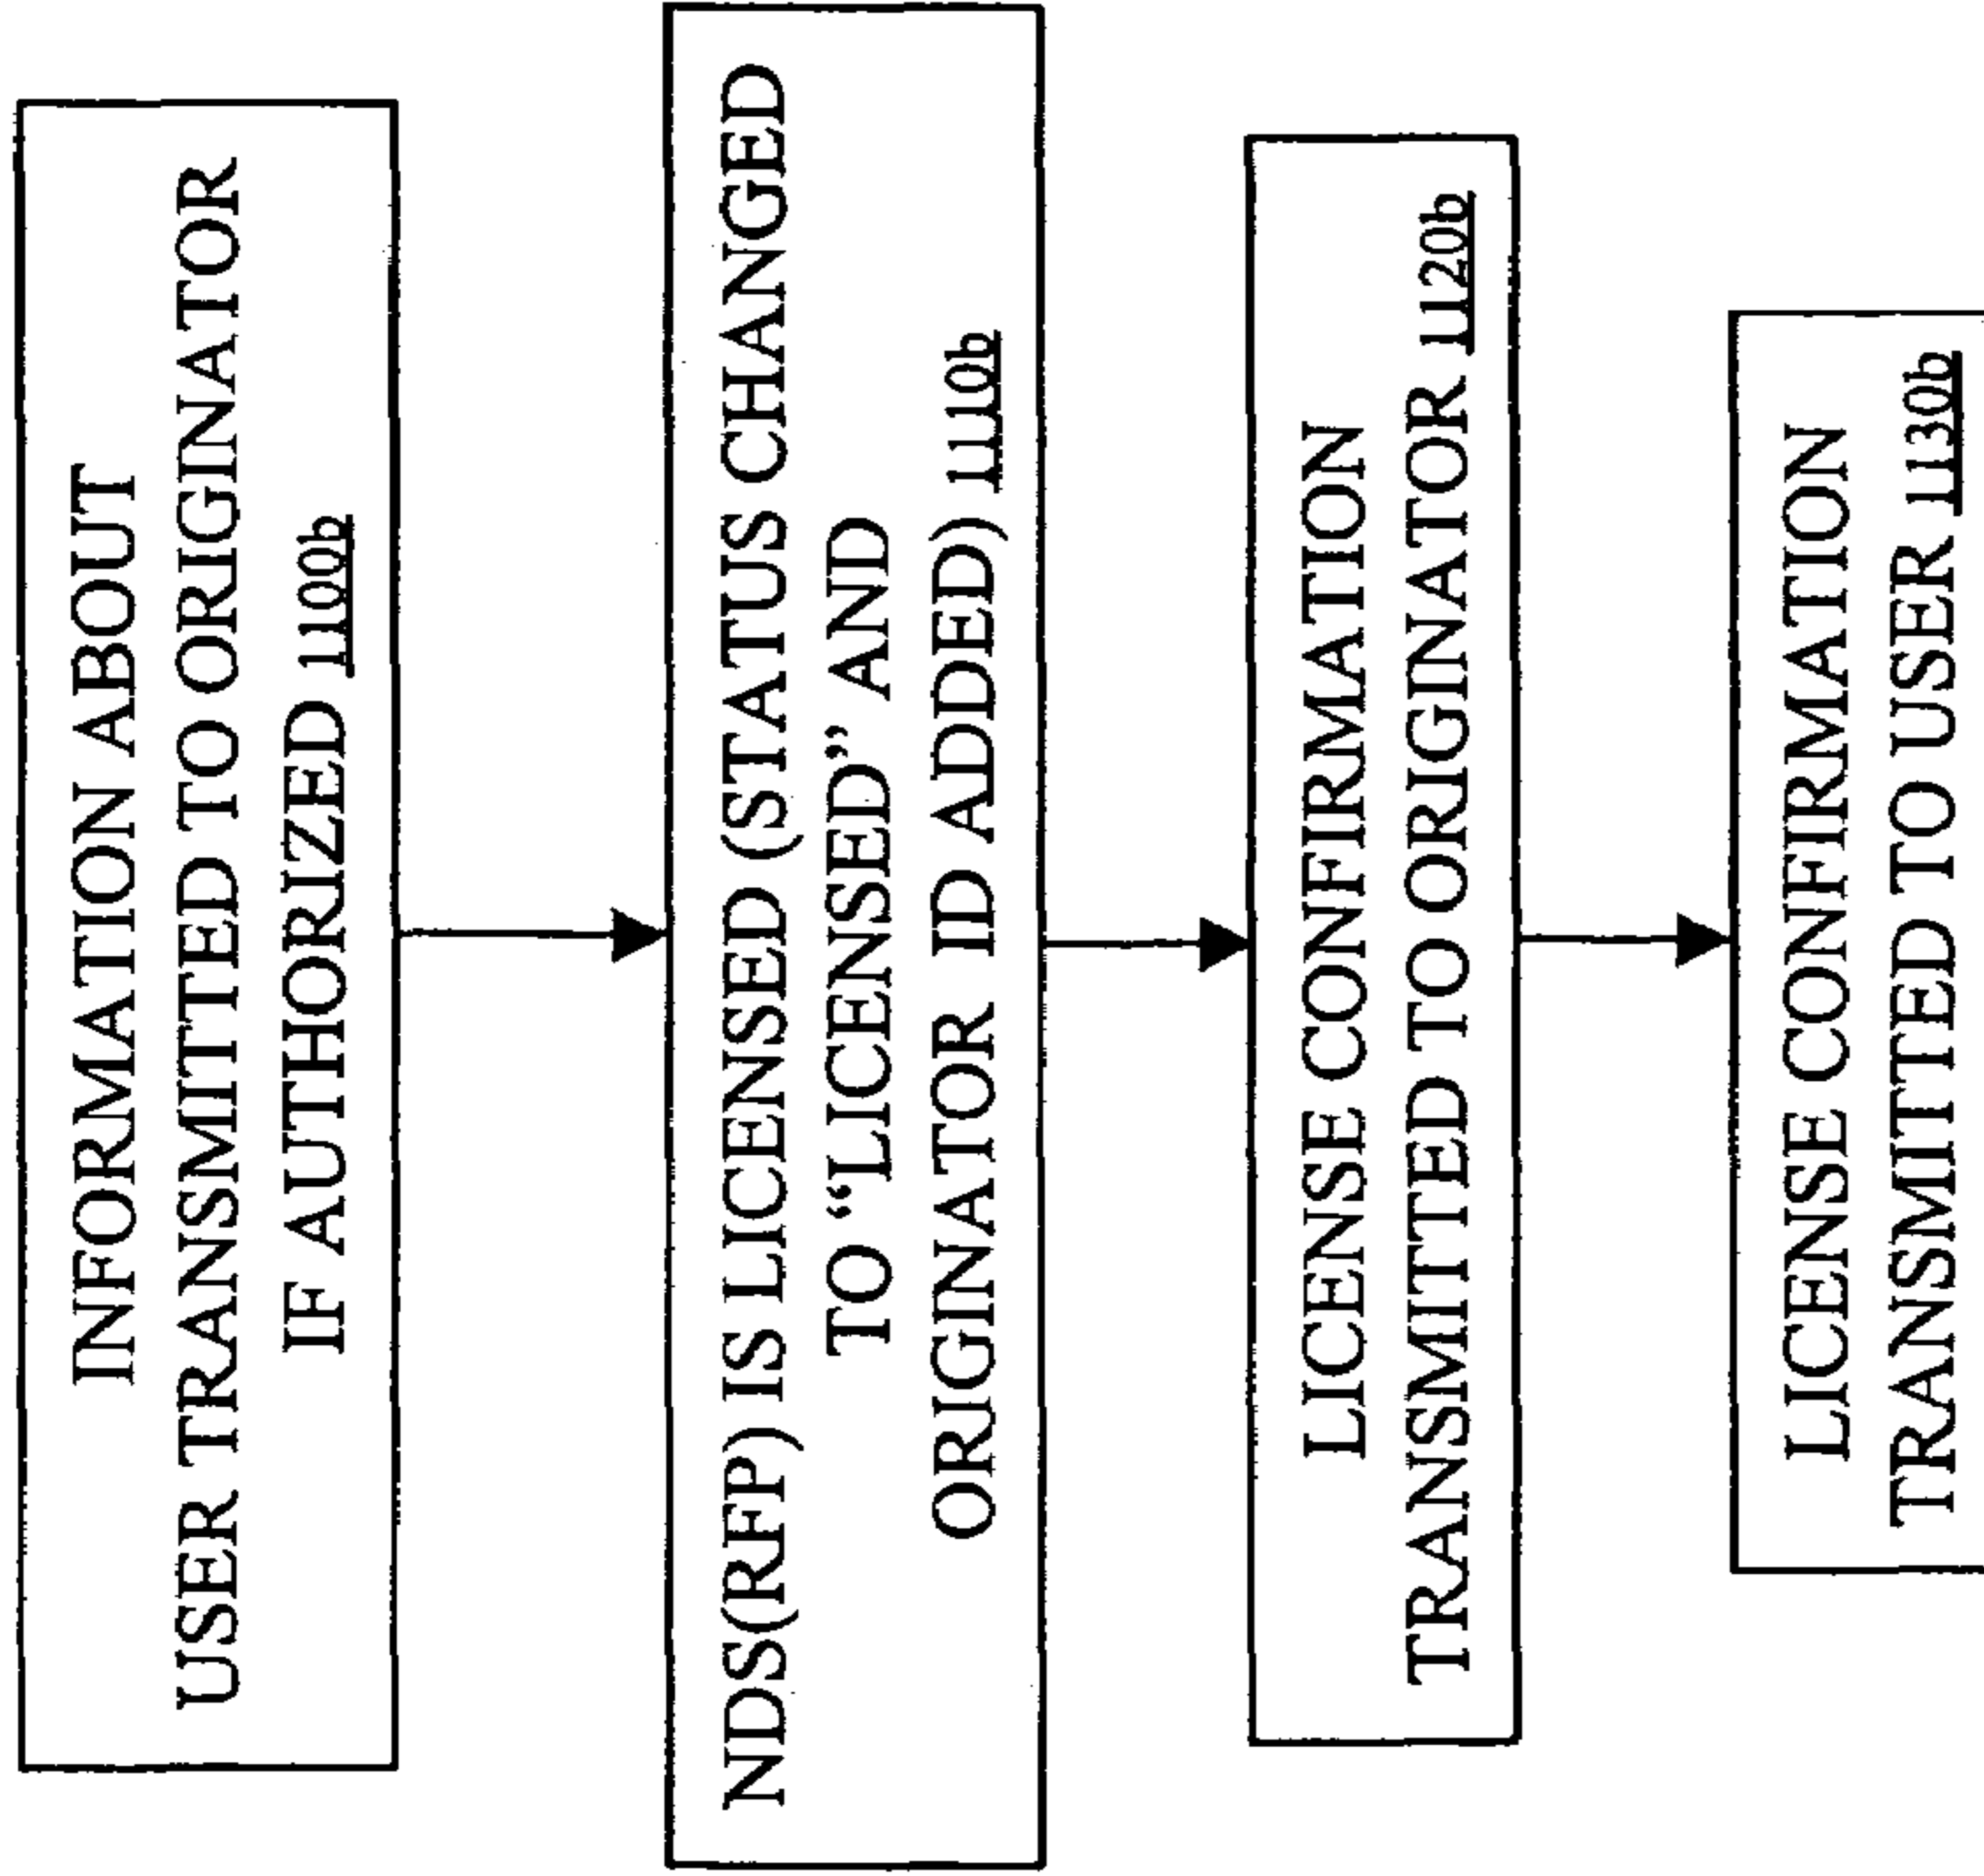 INFORMATION ABOUT
USER TRANSMITTED TO ORIGINATOR
IF AUTHORIZED 1100b
NDS(RFP) IS LICENSED (STATUS CHANGED
TO “LICENSED” AND
ORIGINATOR ID ADDED) 1110b
LICENSE CONFIRMATION
TRANSMITTED TO ORIGINATOR 1120b
LICENSE CONFIRMATION
TRANSMITTED TO USER 1130b